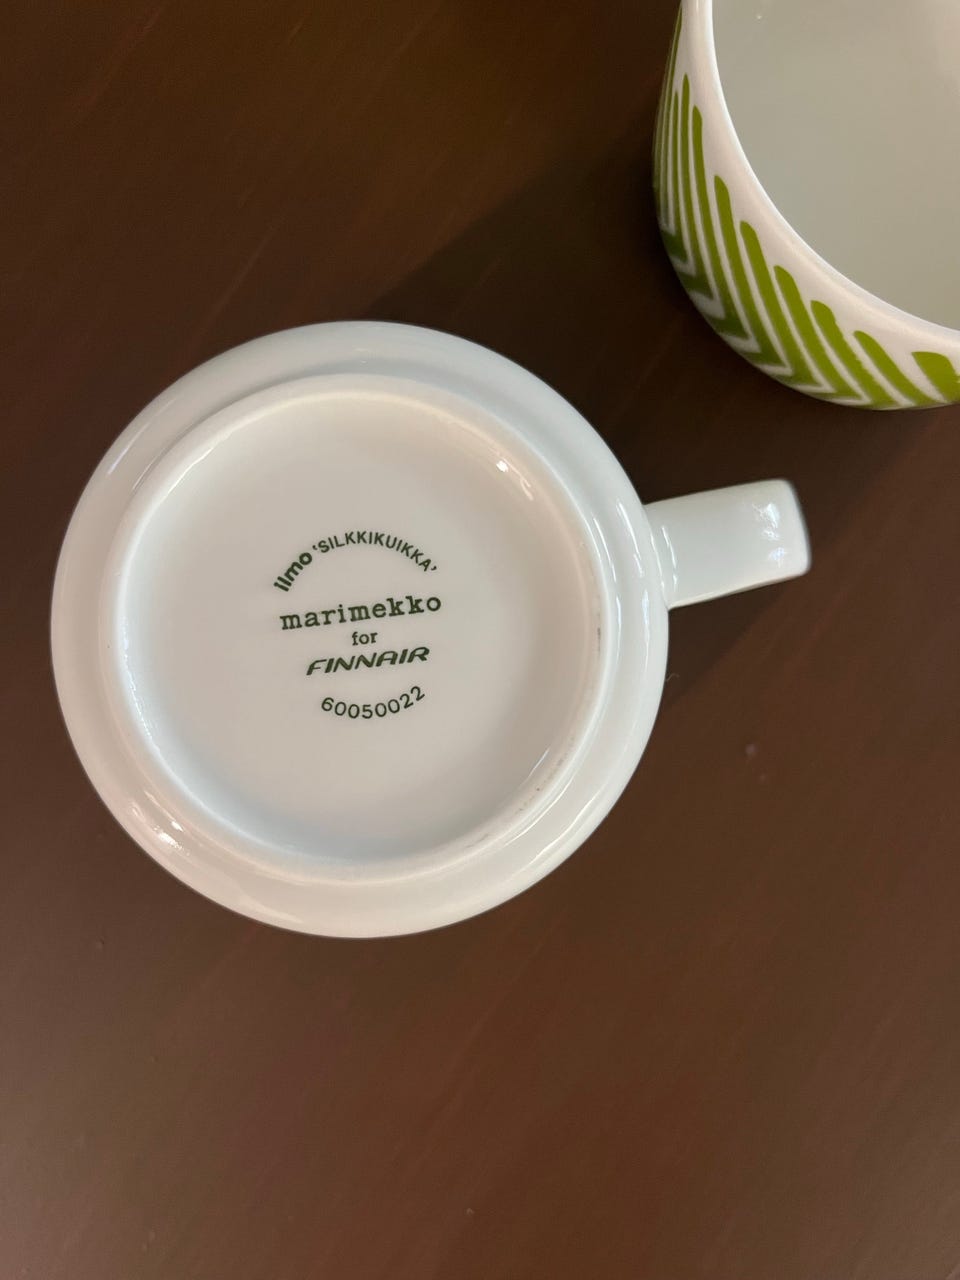 ilmo 'SILKKIKUIKKA'
marimekko
for
FINNAIR
60050022